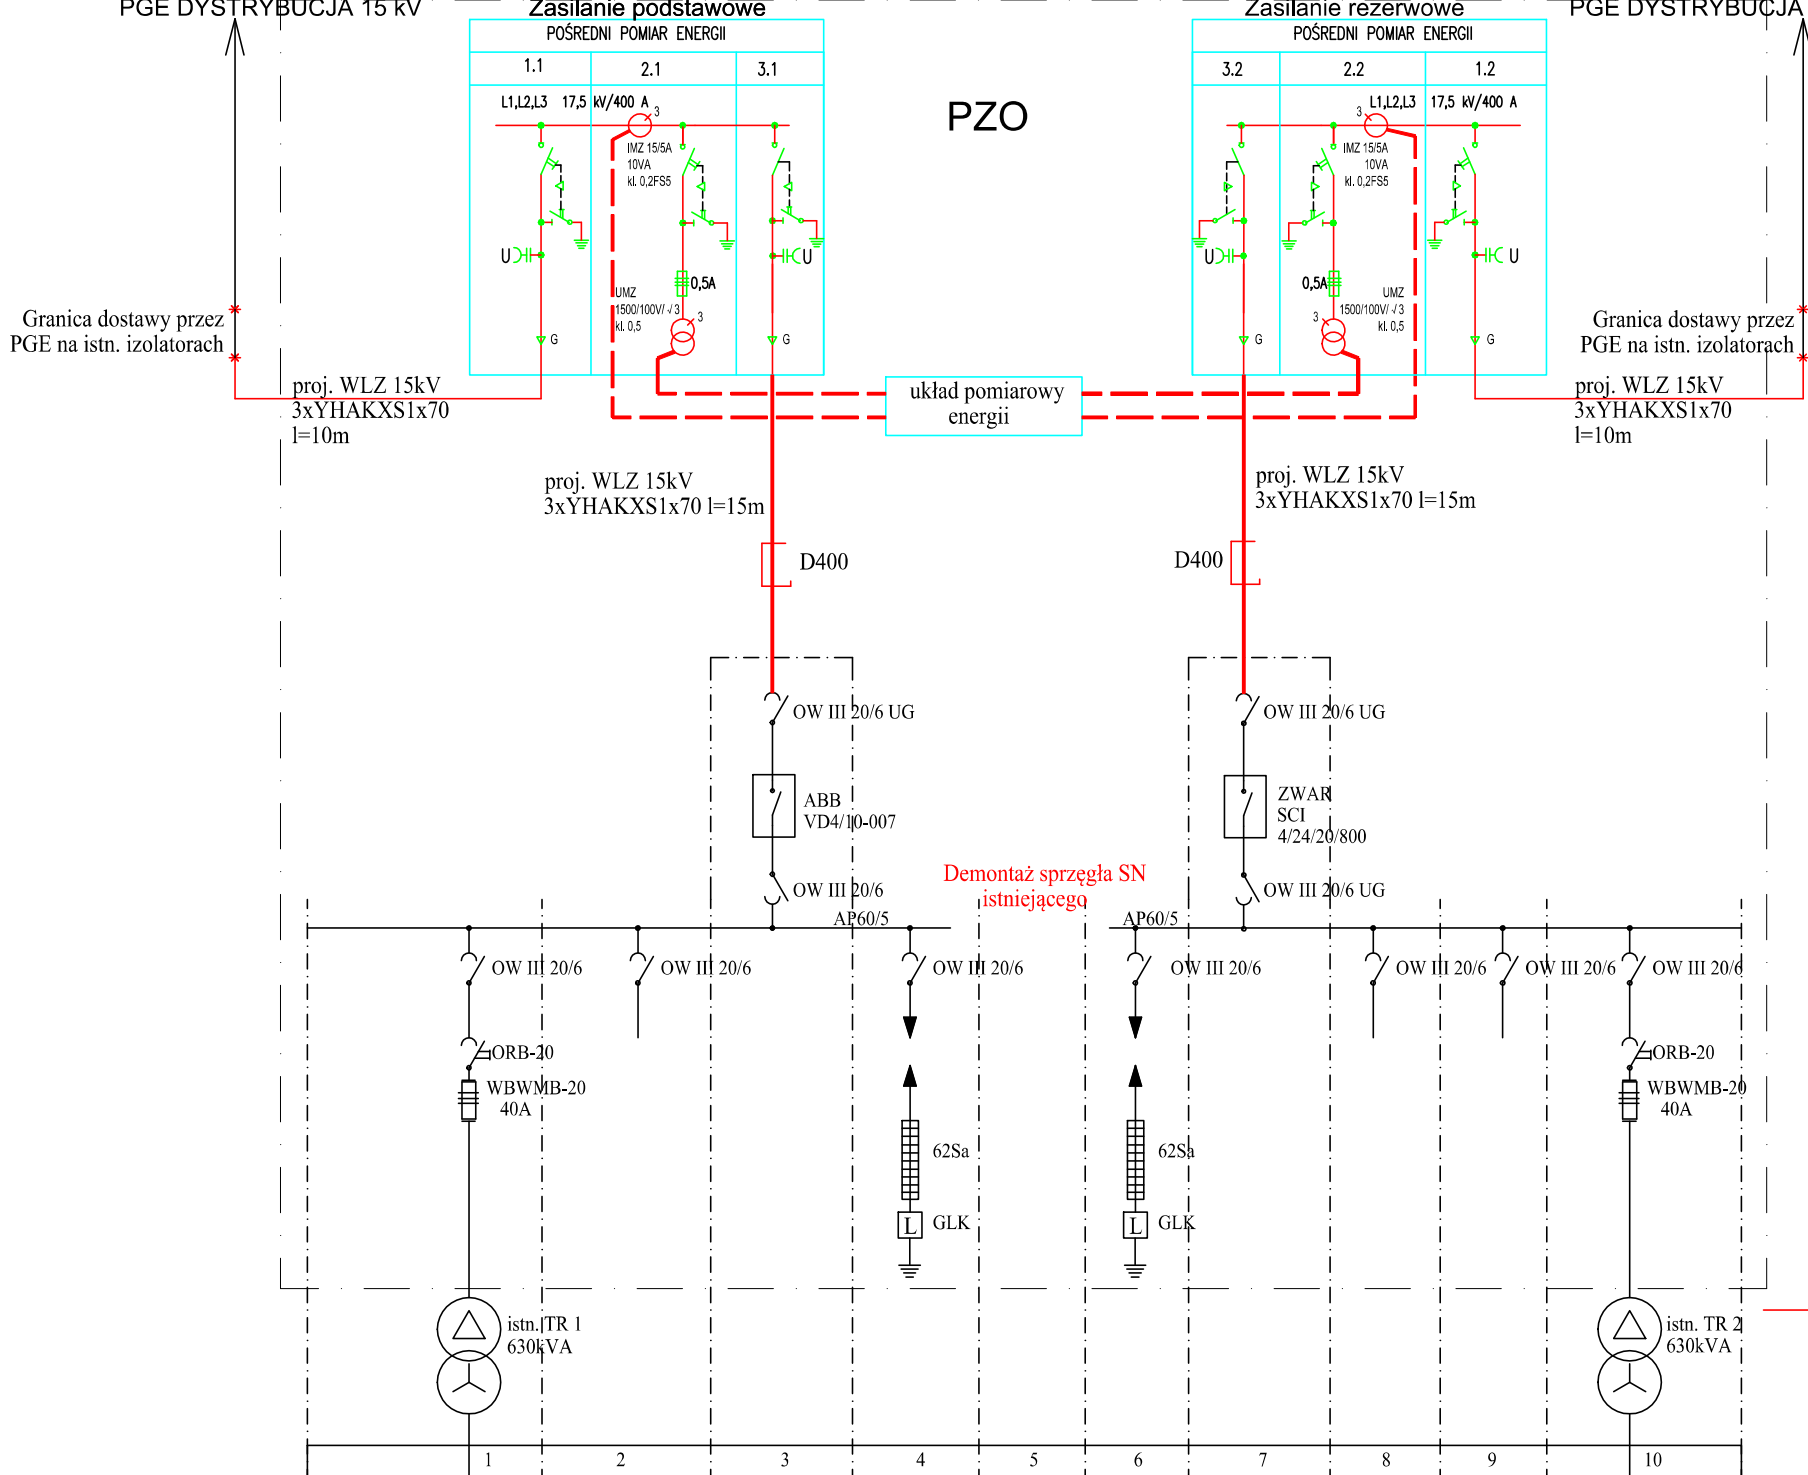 PGE DYSTRYBUCJA 15 kV
Zasilanie podstawowe
Zasilanie rezerwowe
PGE DYSTRYBUCJA
POŚREDNI POMIAR ENERGII
1.1
2.1
3.1
POŚREDNI POMIAR ENERGII
3.2
2.2
1.2
PZO
L1,L2,L3 17,5 kV/400 A
3
IMZ 15/5A
10VA
kl. 0,2FS5
U
U
0,5A
UMZ
1500/100V/√3
kl. 0,5
3
G
G
L1,L2,L3 17,5 kV/400 A
3
IMZ 15/5A
10VA
kl. 0,2FS5
U
U
0,5A
UMZ
1500/100V/√3
kl. 0,5
3
G
G
Granica dostawy przez
PGE na istn. izolatorach
Granica dostawy przez
PGE na istn. izolatorach
proj. WLZ 15kV
3xYHAKXS1x70
l=10m
układ pomiarowy
energii
proj. WLZ 15kV
3xYHAKXS1x70
l=10m
proj. WLZ 15kV
3xYHAKXS1x70 l=15m
proj. WLZ 15kV
3xYHAKXS1x70 l=15m
D400
D400
OW III 20/6 UG
OW III 20/6 UG
ABB
VD4/10-007
ZWAR
SCI
4/24/20/800
OW III 20/6
OW III 20/6 UG
Demontaż sprzęgła SN
istniejącego
AP60/5
AP60/5
OW III 20/6
OW III 20/6
OW III 20/6
OW III 20/6
OW III 20/6
OW III 20/6
OW III 20/6
ORB-20
WBWMB-20
40A
ORB-20
WBWMB-20
40A
62Sa
62Sa
L GLK
L GLK
istn. TR 1
630kVA
istn. TR 2
630kVA
1
2
3
4
5
6
7
8
9
10